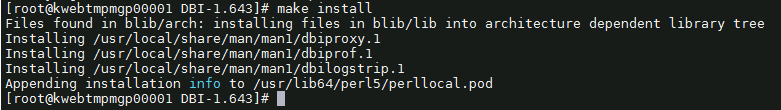 [root@kwebtmpmgp00001 DBI-1.643]# make install
Files found in blib/arch: installing files in blib/lib into architecture dependent library tree
Installing /usr/local/share/man/man1/dbiproxy.1
Installing /usr/local/share/man/man1/dbiprof.1
Installing /usr/local/share/man/man1/dbilogstrip.1
Appending installation info to /usr/lib64/perl5/perllocal.pod
[root@kwebtmpmgp00001 DBI-1.643]#